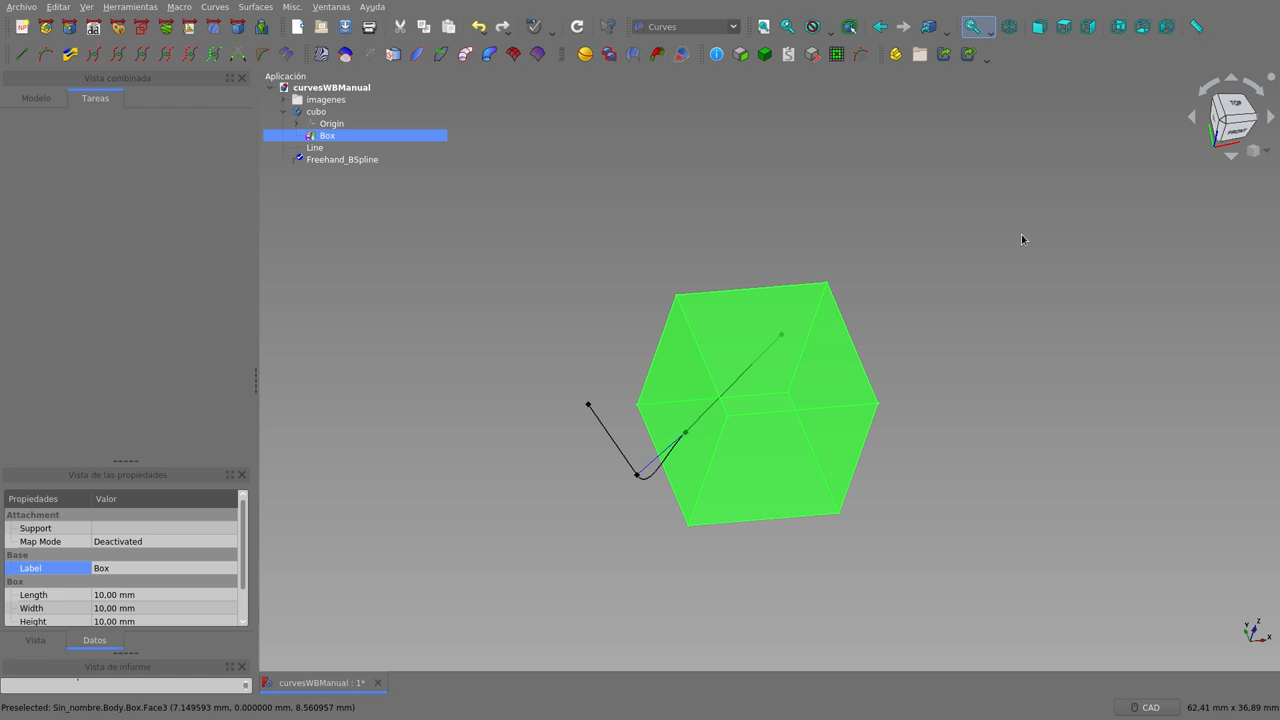 Archivo Editar Ver Herramientas Macro Curves Surfaces Misc. Ventanas Ayuda
Curves
Vista combinada
Modelo Tareas
Aplicación
curvesWBManual
imagenes
cubo
Origin
Box
Line
Freehand_BSpline
TOP
FRONT
Vista de las propiedades
Propiedades Valor
Attachment
Support
Map Mode Deactivated
Base
Label Box
Box
Length 10,00 mm
Width 10,00 mm
Height 10,00 mm
Vista Datos
Vista de informe
Y Z X
curvesWBManual : 1*
Preselected: Sin_nombre.Body.Box.Face3 (7.149593 mm, 0.000000 mm, 8.560957 mm)
CAD
62,41 mm x 36,89 mm